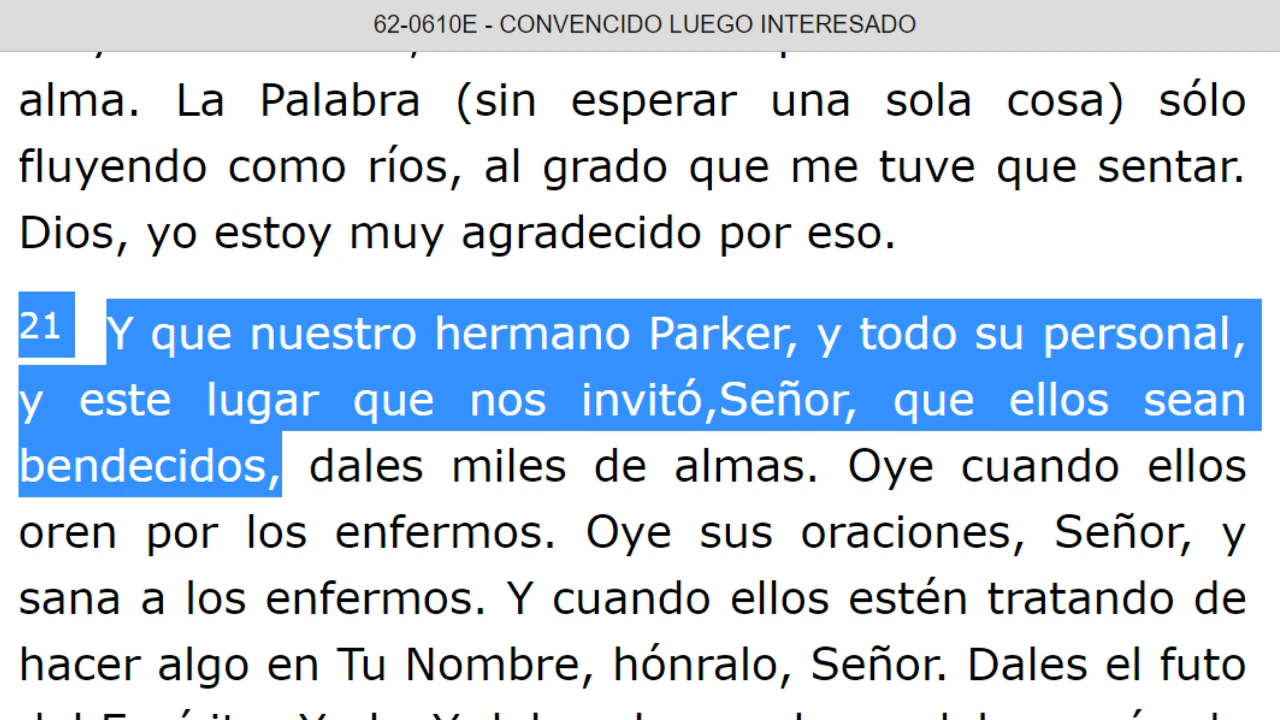 62-0610E - CONVENCIDO LUEGO INTERESADO
alma. La Palabra (sin esperar una sola cosa) sólo
fluyendo como ríos, al grado que me tuve que sentar.
Dios, yo estoy muy agradecido por eso.
21 Y que nuestro hermano Parker, y todo su personal,
y este lugar que nos invitó,Señor, que ellos sean
bendecidos, dales miles de almas. Oye cuando ellos
oren por los enfermos. Oye sus oraciones, Señor, y
sana a los enfermos. Y cuando ellos estén tratando de
hacer algo en Tu Nombre, hónralo, Señor. Dales el futo